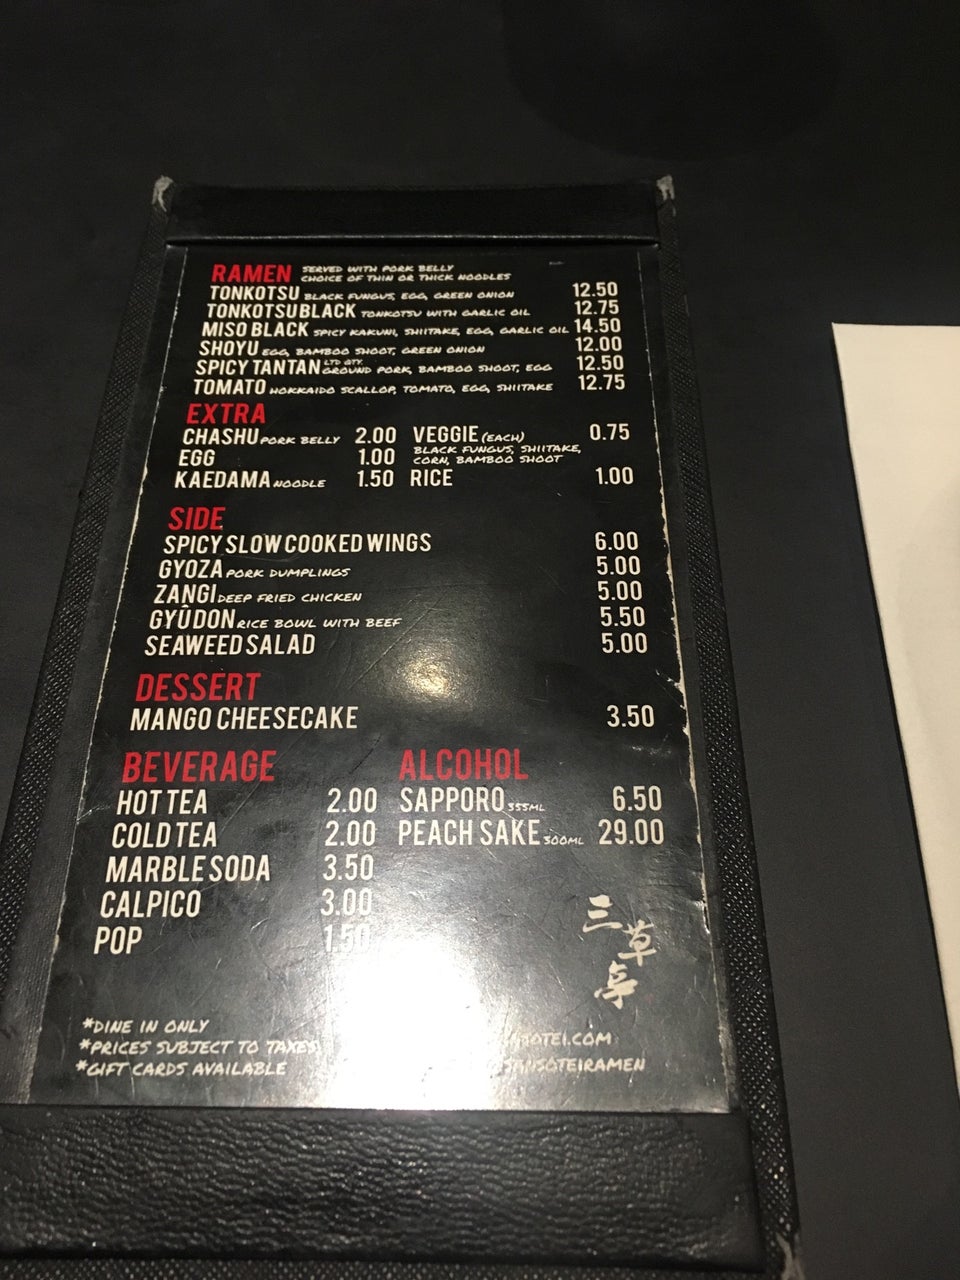 RAMEN SERVED WITH PORK BELLY
CHOICE OF THIN OR THICK NOODLES
TONKOTSU BLACK FUNGUS, EGG, GREEN ONION 12.50
TONKOTSU BLACK TONKOTSU WITH GARLIC OIL 12.75
MISO BLACK SPICY KAKUNI, SHIITAKE, EGG, GARLIC OIL 14.50
SHOYU EGG, BAMBOO SHOOT, GREEN ONION 12.00
SPICY TANTAN LTD QTY. GROUND PORK, BAMBOO SHOOT, EGG 12.50
TOMATO HOKKAIDO SCALLOP, TOMATO, EGG, SHIITAKE 12.75
EXTRA
CHASHU PORK BELLY 2.00 VEGGIE (EACH) 0.75
BLACK FUNGUS, SHIITAKE,
EGG 1.00 CORN, BAMBOO SHOOT
KAEDAMA NOODLE 1.50 RICE 1.00
SIDE
SPICY SLOW COOKED WINGS 6.00
GYOZA PORK DUMPLINGS 5.00
ZANGI DEEP FRIED CHICKEN 5.00
GYÛDON RICE BOWL WITH BEEF 5.50
SEAWEED SALAD 5.00
DESSERT
MANGO CHEESECAKE 3.50
BEVERAGE ALCOHOL
HOT TEA 2.00 SAPPORO 355ML 6.50
COLD TEA 2.00 PEACH SAKE 300ML 29.00
MARBLE SODA 3.50
CALPICO 3.00
POP 1.50
三草亭
*DINE IN ONLY
*PRICES SUBJECT TO TAXES SOTEI.COM
*GIFT CARDS AVAILABLE SANSOTEIRAMEN